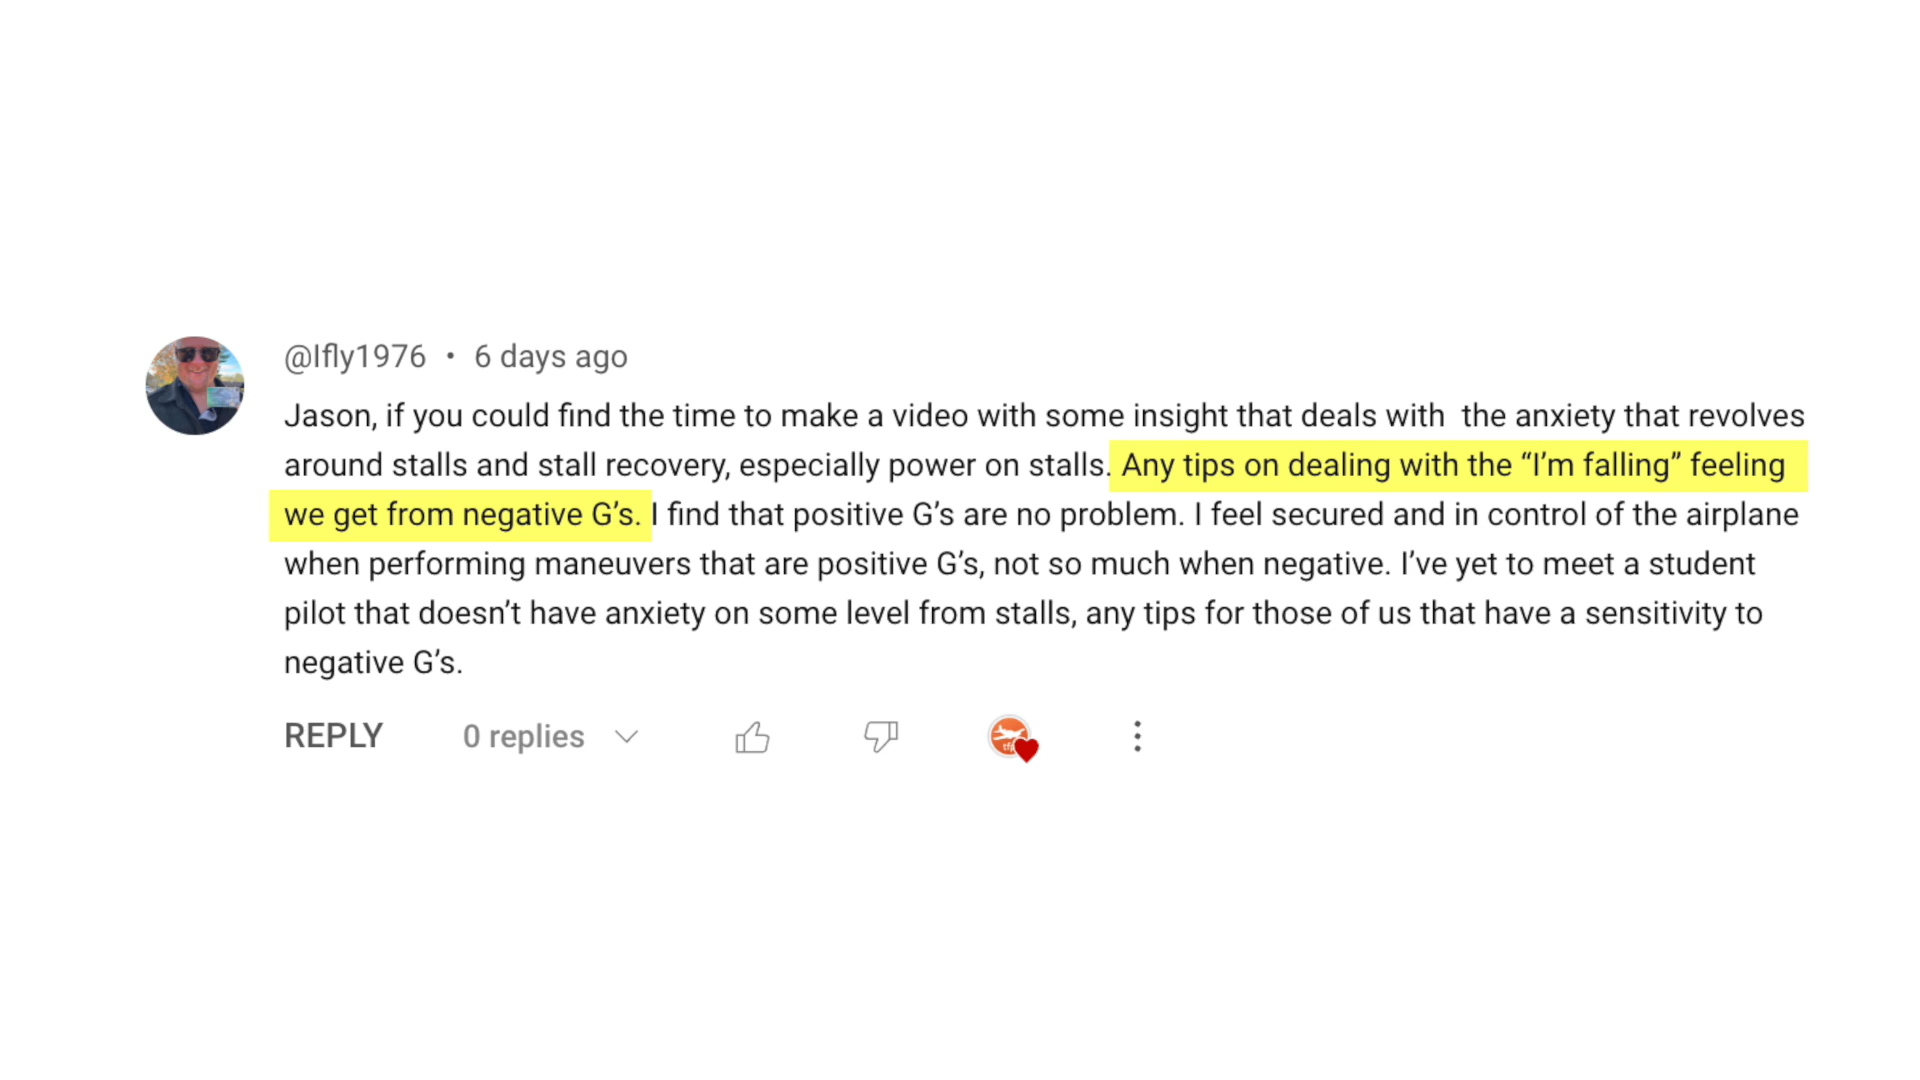 @Ifly1976 • 6 days ago
Jason, if you could find the time to make a video with some insight that deals with  the anxiety that revolves
around stalls and stall recovery, especially power on stalls. Any tips on dealing with the “I’m falling” feeling
we get from negative G’s. I find that positive G’s are no problem. I feel secured and in control of the airplane
when performing maneuvers that are positive G’s, not so much when negative. I’ve yet to meet a student
pilot that doesn’t have anxiety on some level from stalls, any tips for those of us that have a sensitivity to
negative G’s.
REPLY 0 replies